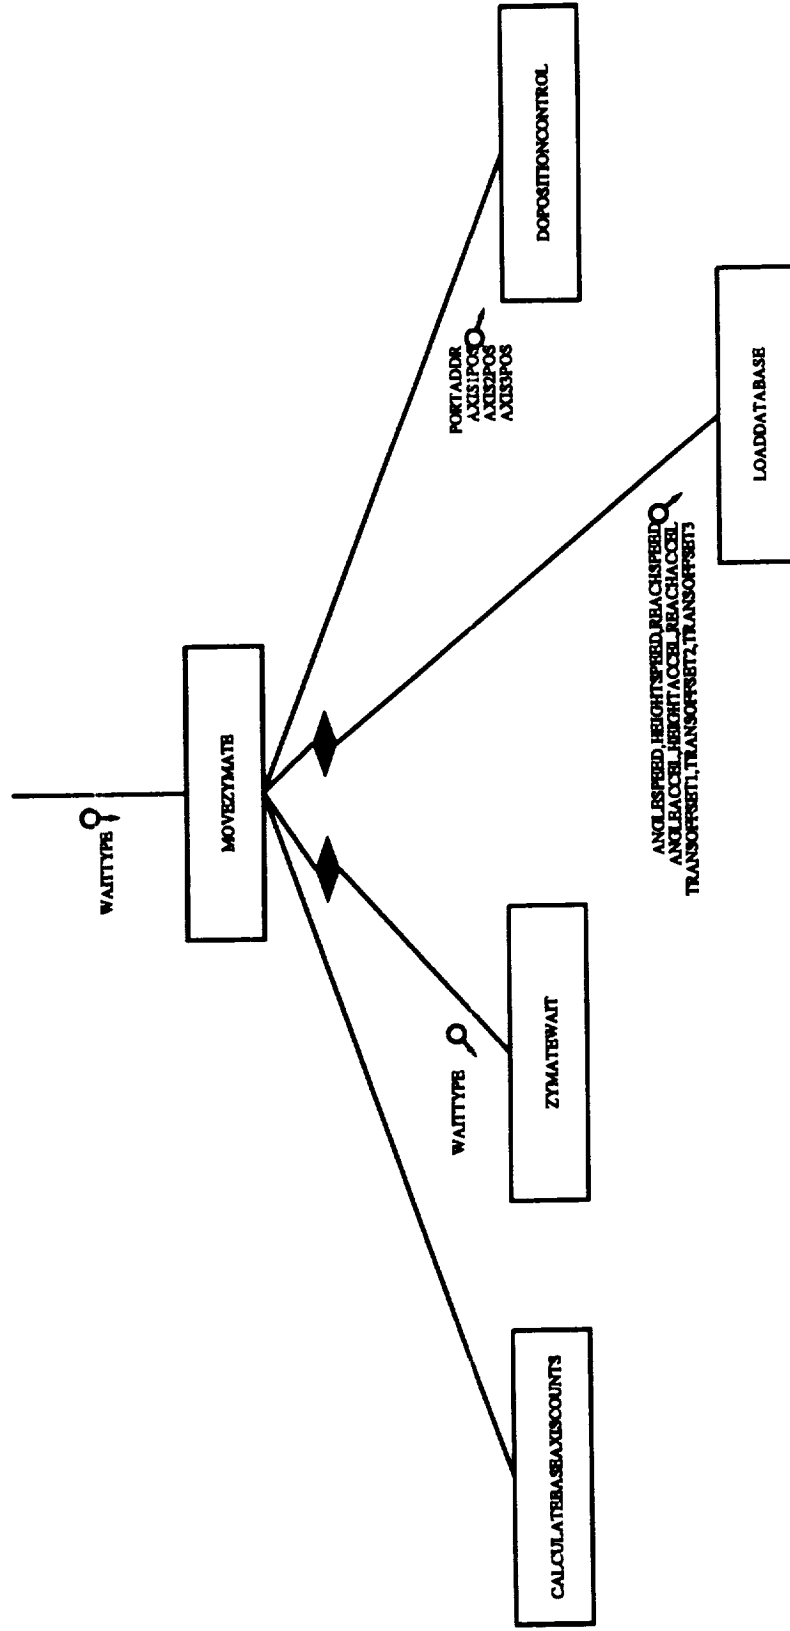 WAITTYPE
MOVEZYMATE
WAITTYPE
PORTADDR
AXIS1POS
AXIS2POS
AXIS3POS
CALCULATEBASEAXISCOUNTS
ZYMATEWAIT
DOPOSITIONCONTROL
ANGLESPEED,HEIGHTSPEED,REACHSPEED
ANGLEACCEL,HEIGHTACCEL,REACHACCEL
TRANSOFFSET1,TRANSOFFSET2,TRANSOFFSET3
LOADDATABASE